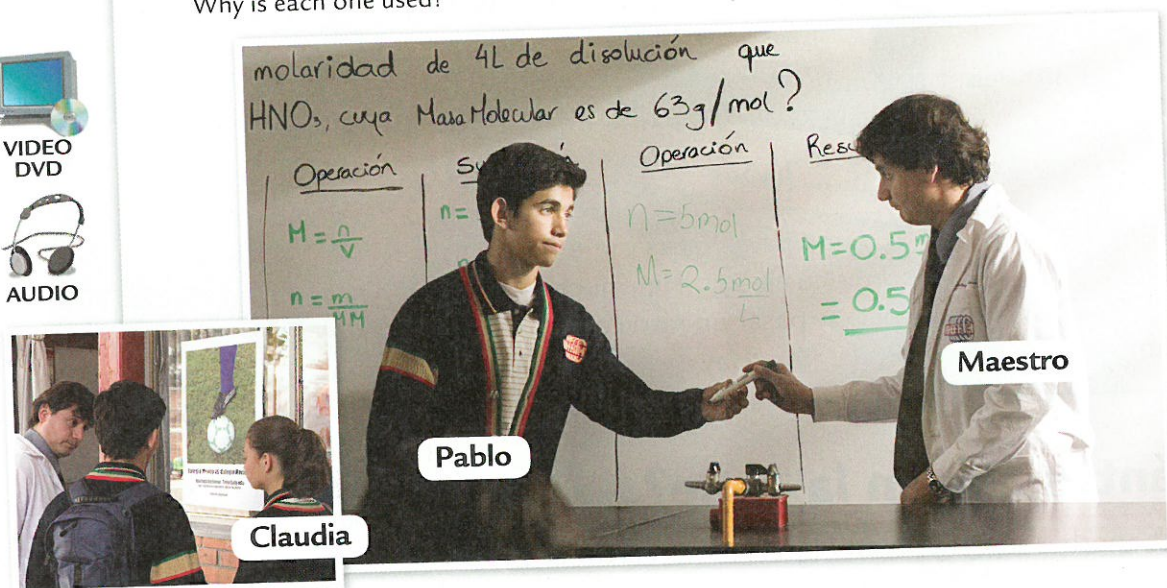 Why is each one used?
VIDEO
DVD
AUDIO
molaridad de 4L de disolución que
HNO₃, cuya Masa Molecular es de 63g/mol?
Operación
M = n/V
n = m/MM
n =
Operación
n=5mol
M=2.5mol/L
M=0.5
= 0.5
Pablo
Maestro
Claudia